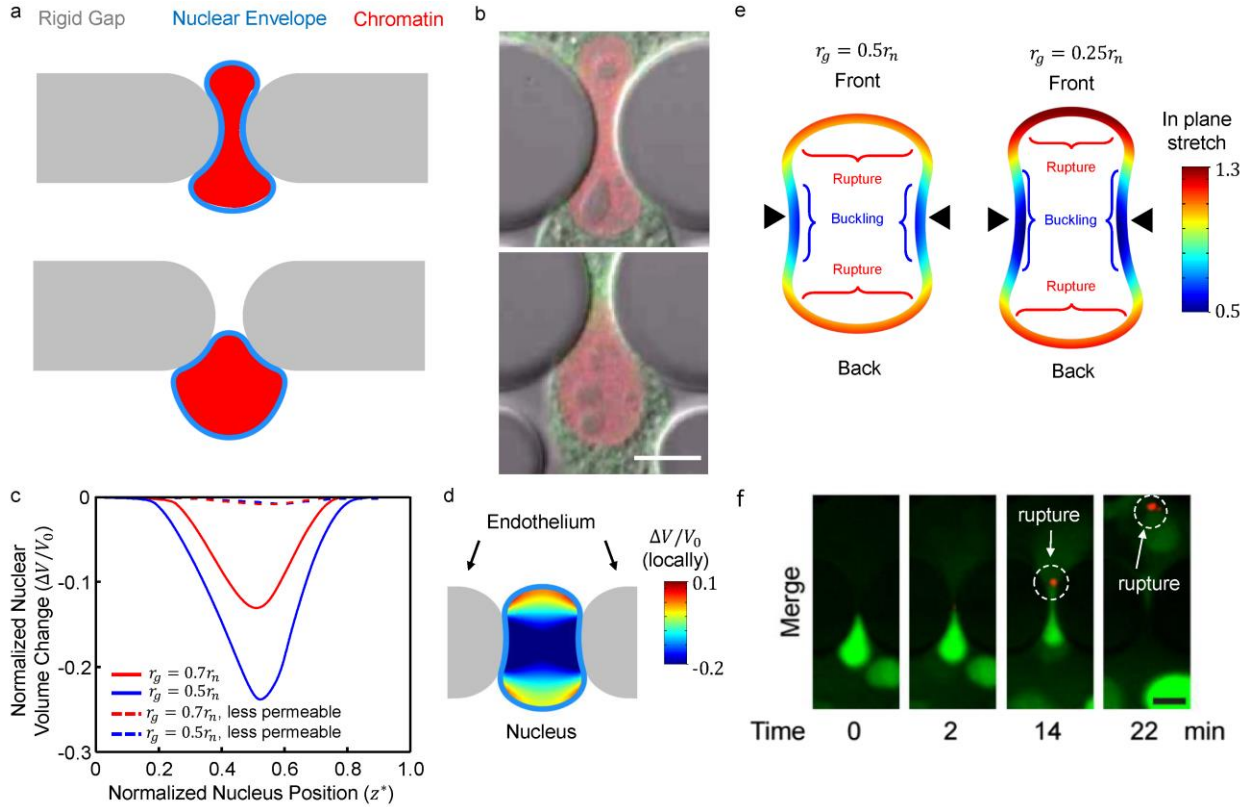 a
Rigid Gap
Nuclear Envelope
Chromatin
b
c
Normalized Nuclear
Volume Change (ΔV/V₀)
0
-0.1
-0.2
-0.3
r_g = 0.7r_n
r_g = 0.5r_n
r_g = 0.7r_n, less permeable
r_g = 0.5r_n, less permeable
0
0.2
0.4
0.6
0.8
1.0
Normalized Nucleus Position (z*)
d
Endothelium
ΔV/V₀
(locally)
0.1
-0.2
Nucleus
e
r_g = 0.5r_n
Front
Rupture
Buckling
Rupture
Back
r_g = 0.25r_n
Front
Rupture
Buckling
Rupture
Back
In plane
stretch
1.3
0.5
f
Merge
rupture
rupture
Time 0 2 14 22 min